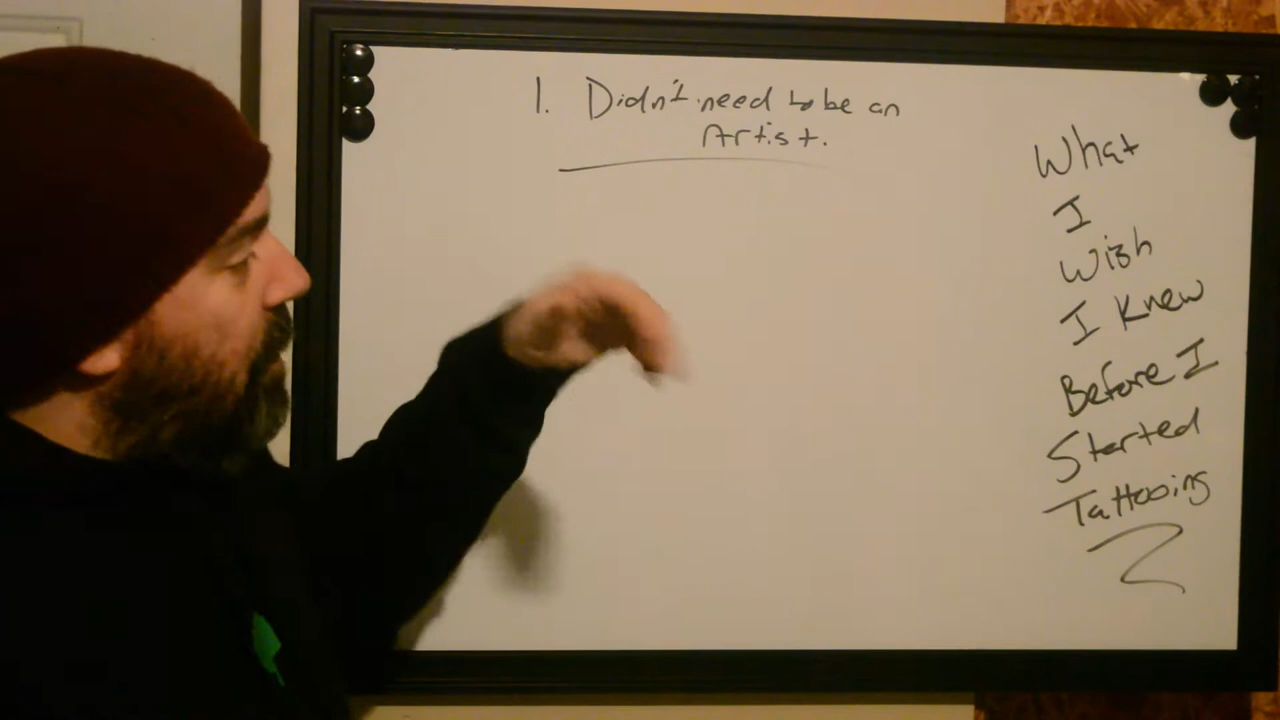 1. Didn't need to be an
Artist.
What
I
Wish
I Knew
Before I
Started
Tattooing